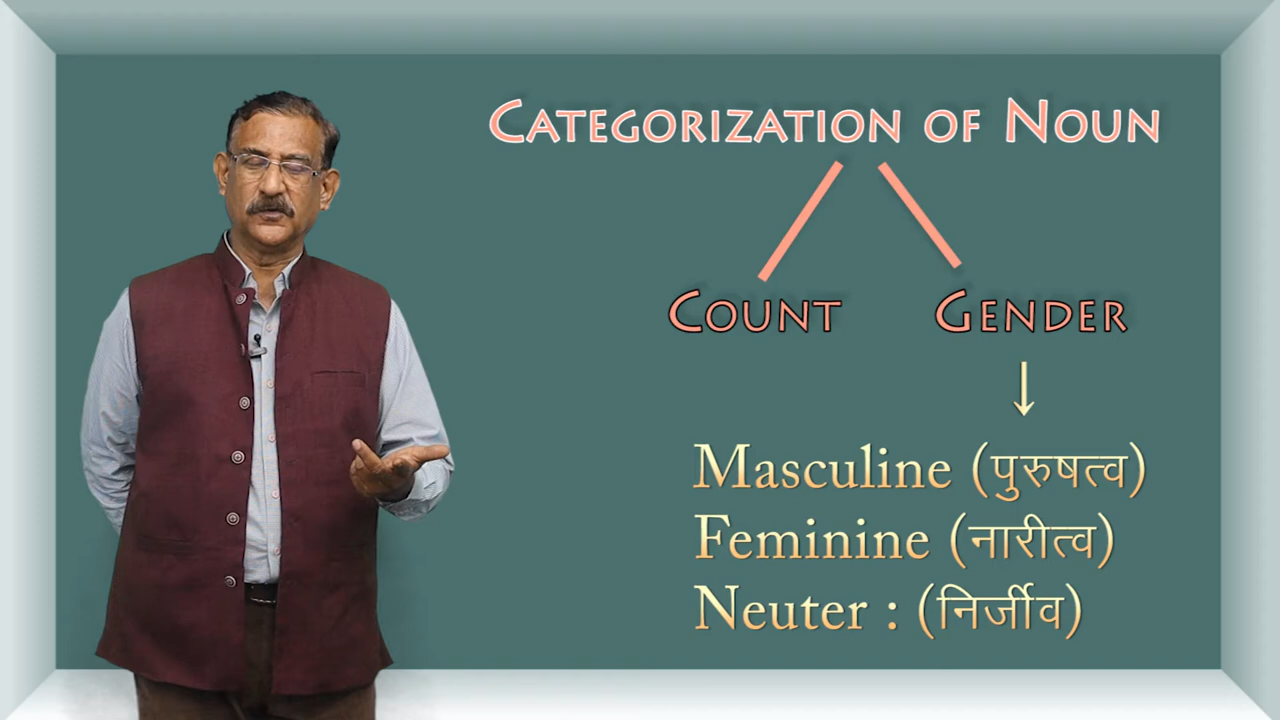 CATEGORIZATION OF NOUN
COUNT GENDER
↓
Masculine (पुरुषत्व)
Feminine (नारीत्व)
Neuter : (निर्जीव)